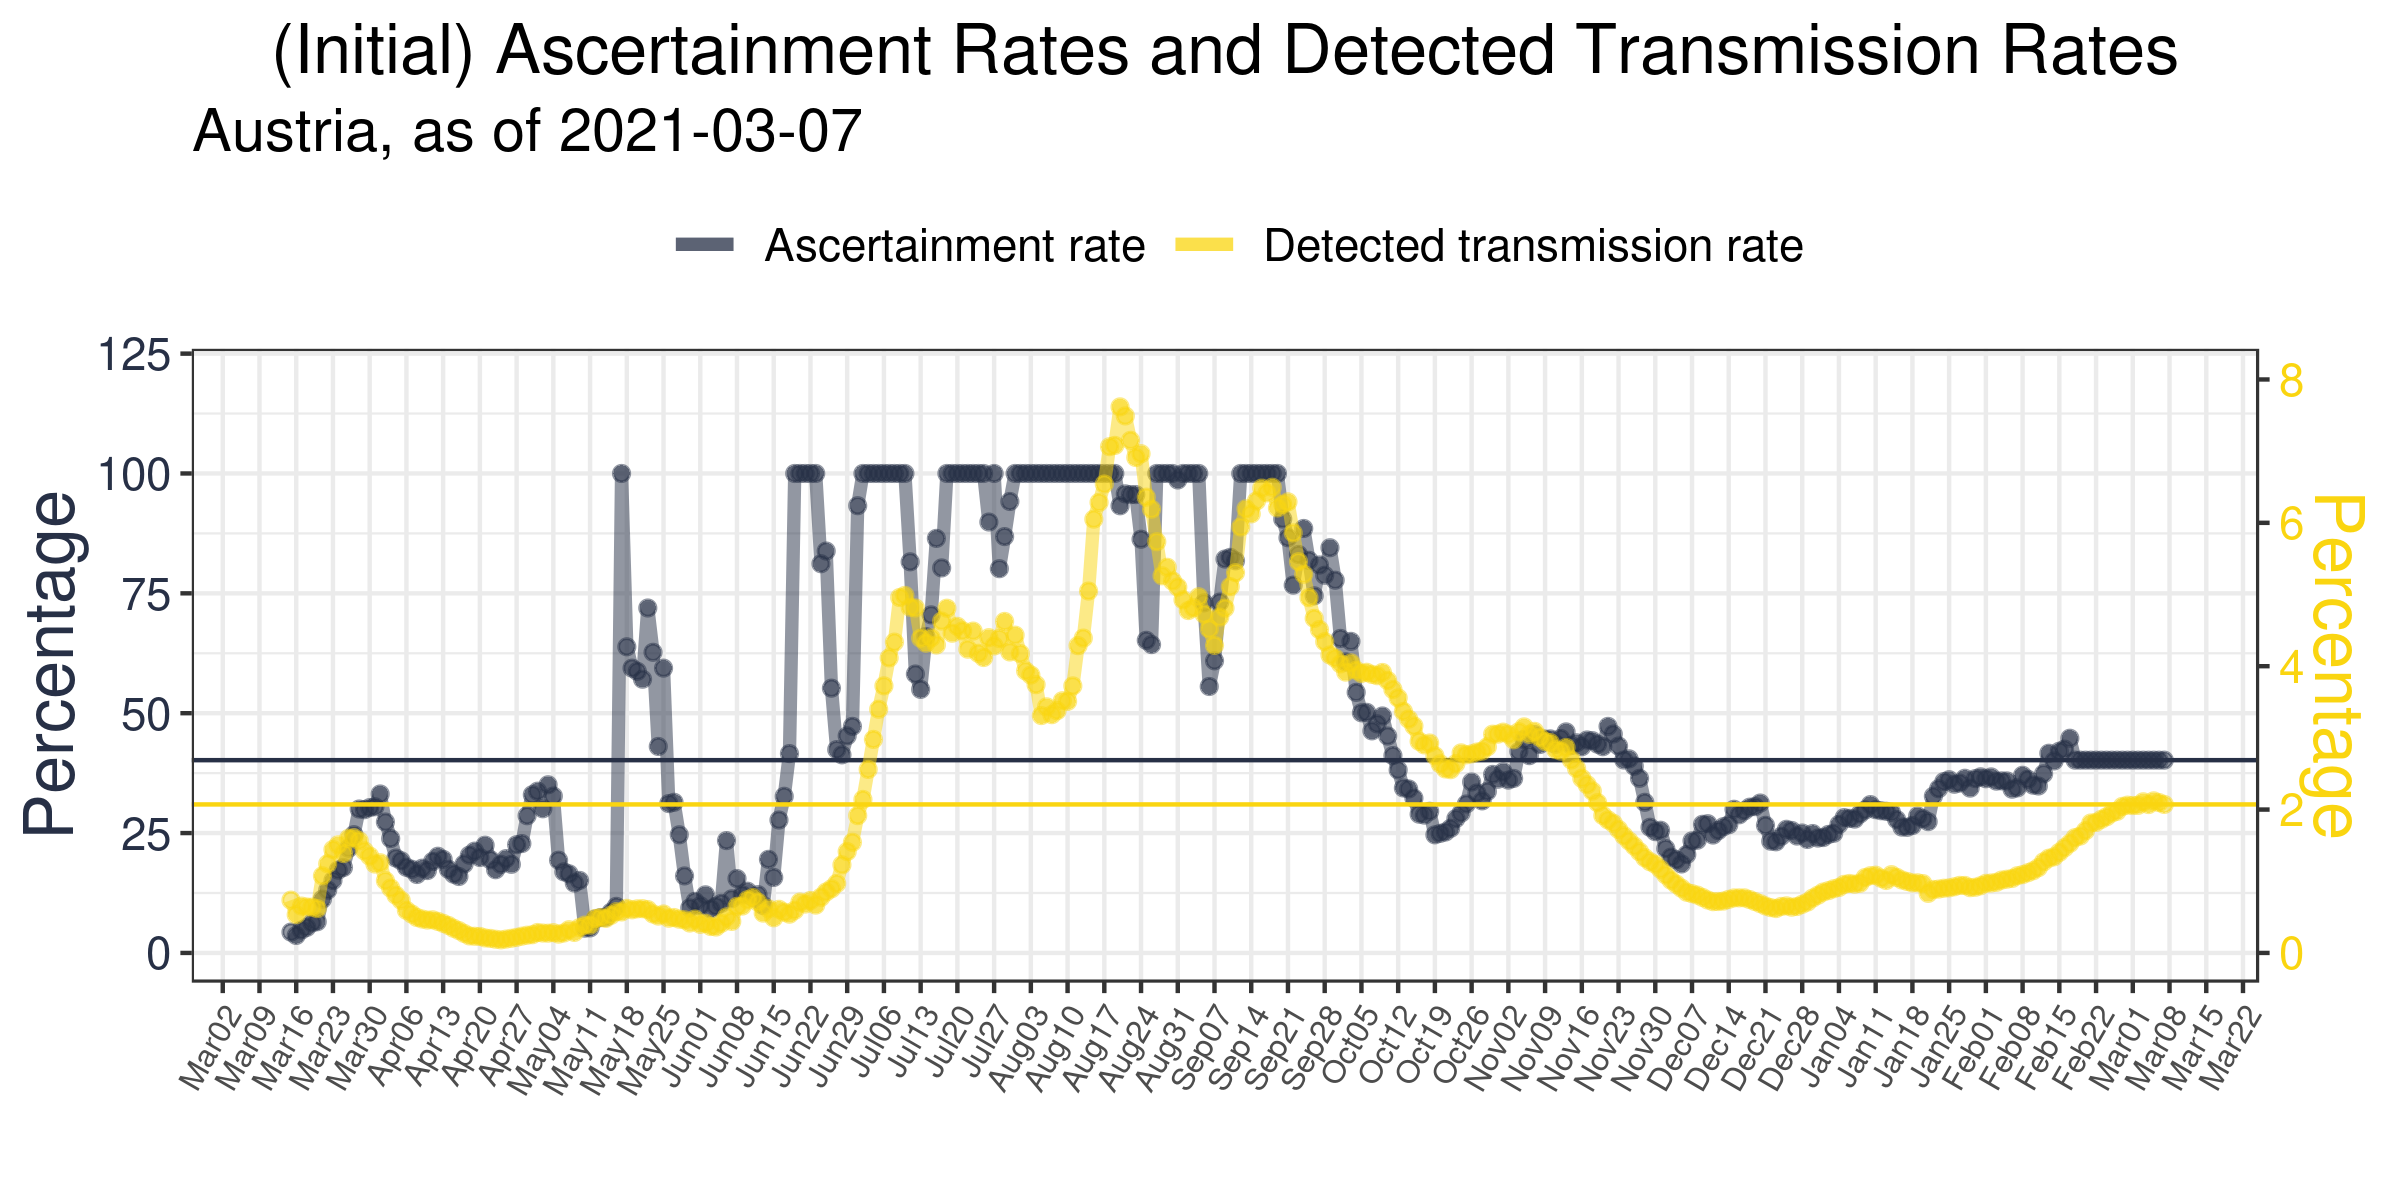 (Initial) Ascertainment Rates and Detected Transmission Rates
Austria, as of 2021-03-07
Ascertainment rate
Detected transmission rate
Percentage
125
100
75
50
25
0
8
6
4
2
0
Percentage
Mar02
Mar09
Mar16
Mar23
Mar30
Apr06
Apr13
Apr20
Apr27
May04
May11
May18
May25
Jun01
Jun08
Jun15
Jun22
Jun29
Jul06
Jul13
Jul20
Jul27
Aug03
Aug10
Aug17
Aug24
Aug31
Sep07
Sep14
Sep21
Sep28
Oct05
Oct12
Oct19
Oct26
Nov02
Nov09
Nov16
Nov23
Nov30
Dec07
Dec14
Dec21
Dec28
Dec04
Jan11
Jan18
Jan25
Feb01
Feb08
Feb15
Feb22
Mar01
Mar08
Mar15
Mar22